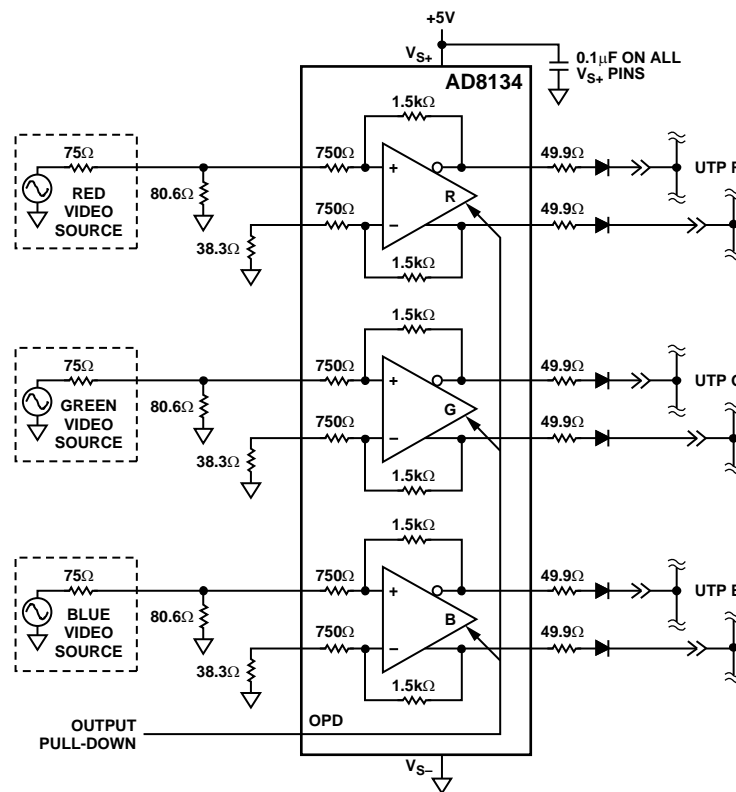 +5V
VS+
0.1μF ON ALL
VS+ PINS
AD8134
1.5kΩ
75Ω
750Ω
+
49.9Ω
UTP R
RED
VIDEO
SOURCE
80.6Ω
R
750Ω
−
49.9Ω
38.3Ω
1.5kΩ
1.5kΩ
75Ω
750Ω
+
49.9Ω
UTP G
GREEN
VIDEO
SOURCE
80.6Ω
G
750Ω
−
49.9Ω
38.3Ω
1.5kΩ
1.5kΩ
75Ω
750Ω
+
49.9Ω
UTP B
BLUE
VIDEO
SOURCE
80.6Ω
B
750Ω
−
49.9Ω
38.3Ω
1.5kΩ
OUTPUT
PULL-DOWN
OPD
VS−